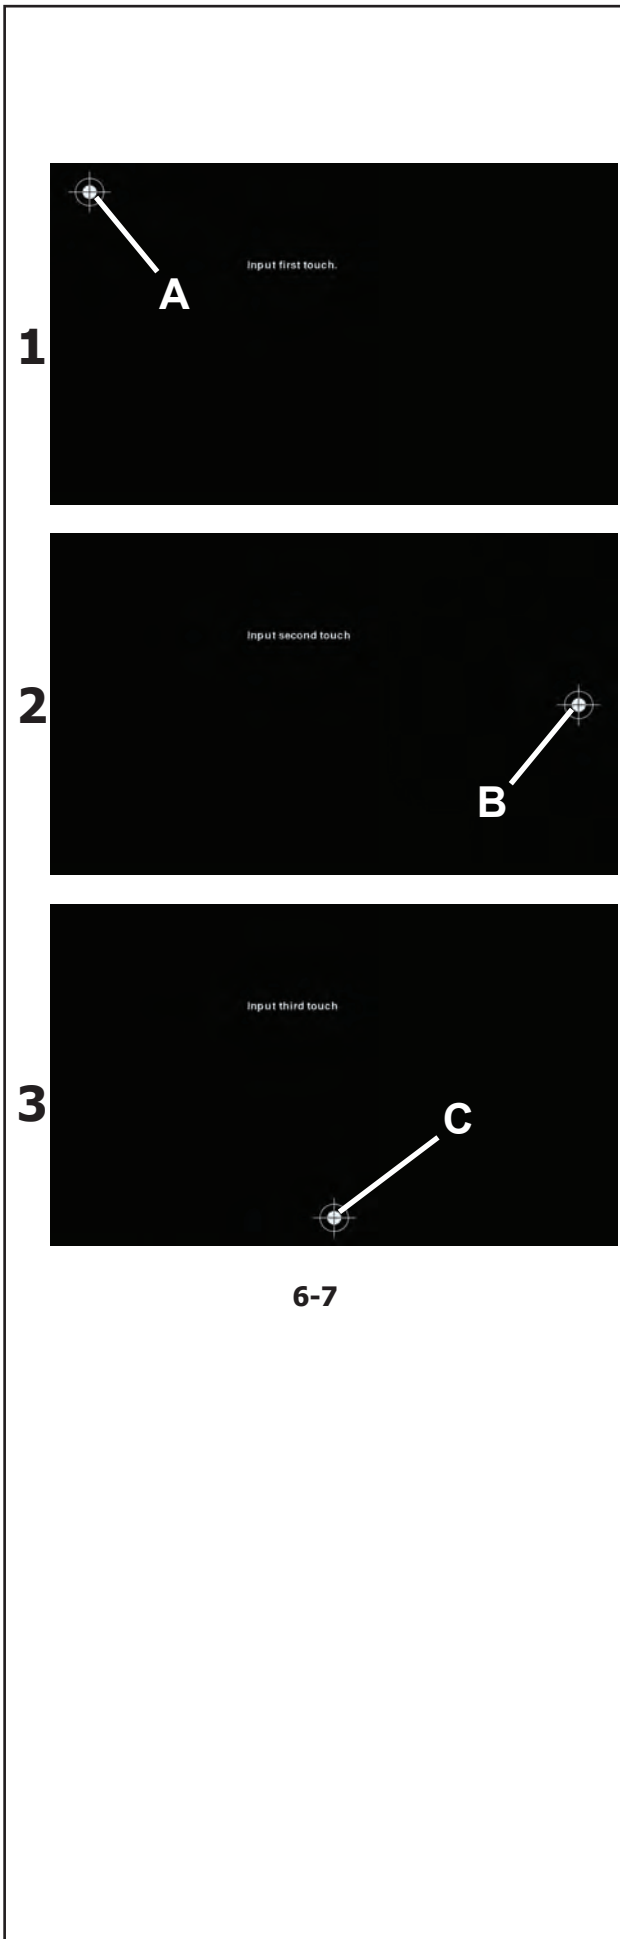 Input first touch.
A
1
Input second touch
2
B
Input third touch
3
C
6-7